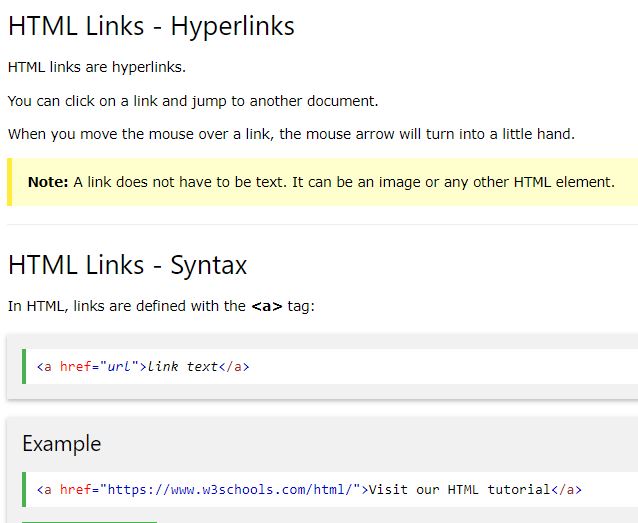 HTML Links - Hyperlinks
HTML links are hyperlinks.
You can click on a link and jump to another document.
When you move the mouse over a link, the mouse arrow will turn into a little hand.
Note: A link does not have to be text. It can be an image or any other HTML element.
HTML Links - Syntax
In HTML, links are defined with the <a> tag:
<a href="url">link text</a>
Example
<a href="https://www.w3schools.com/html/">Visit our HTML tutorial</a>